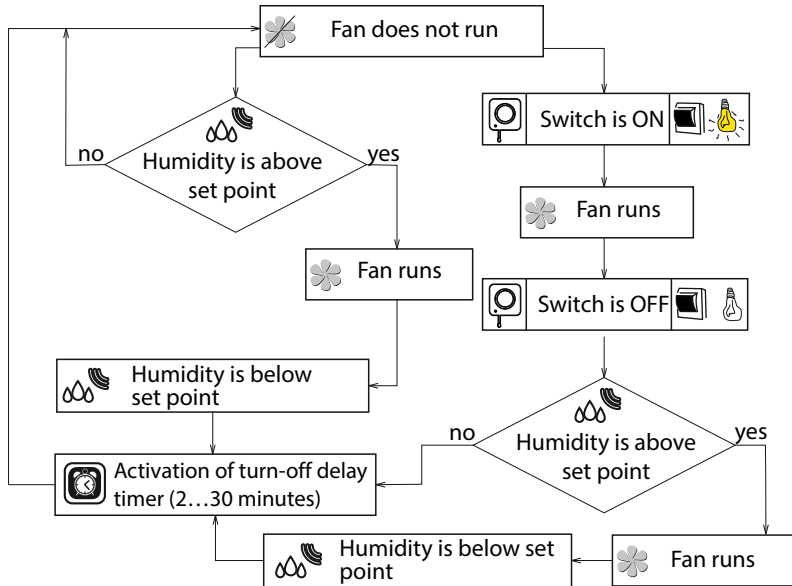 Fan does not run
Humidity is above
set point
no
yes
Switch is ON
Fan runs
Fan runs
Switch is OFF
Humidity is below
set point
Humidity is above
set point
no
yes
Activation of turn-off delay
timer (2...30 minutes)
Humidity is below set
point
Fan runs